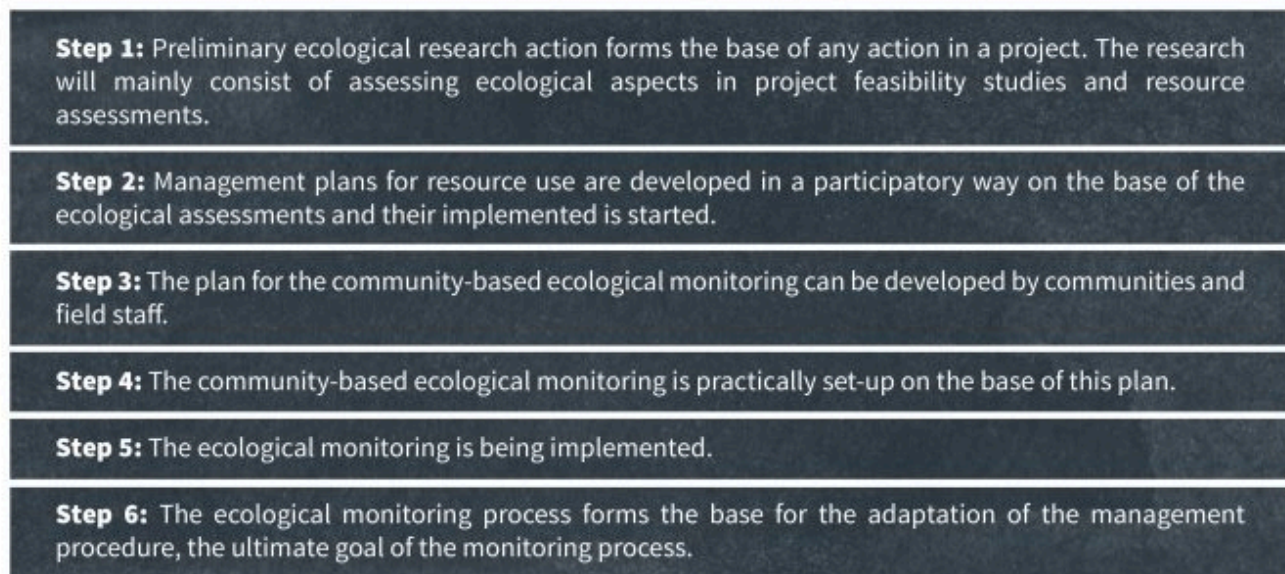 Step 1: Preliminary ecological research action forms the base of any action in a project. The research
will mainly consist of assessing ecological aspects in project feasibility studies and resource
assessments.
Step 2: Management plans for resource use are developed in a participatory way on the base of the
ecological assessments and their implemented is started.
Step 3: The plan for the community-based ecological monitoring can be developed by communities and
field staff.
Step 4: The community-based ecological monitoring is practically set-up on the base of this plan.
Step 5: The ecological monitoring is being implemented.
Step 6: The ecological monitoring process forms the base for the adaptation of the management
procedure, the ultimate goal of the monitoring process.